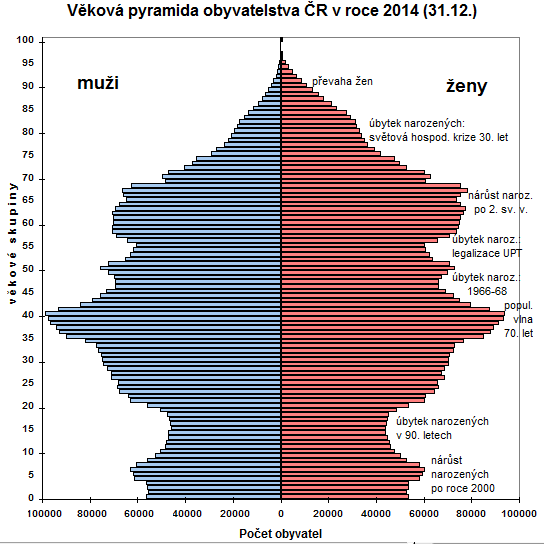 Věková pyramida obyvatelstva ČR v roce 2014 (31.12.)
muži
ženy
převaha žen
úbytek narozených:
světová hospod. krize 30. let
nárůst naroz.
po 2. sv. v.
úbytek naroz.:
legalizace UPT
úbytek naroz.:
1966-68
popul.
vlna
70. let
úbytek narozených
v 90. letech
nárůst
narozených
po roce 2000
věkové skupiny
100
95
90
85
80
75
70
65
60
55
50
45
40
35
30
25
20
15
10
5
0
100000 80000 60000 40000 20000 0 20000 40000 60000 80000 100000
Počet obyvatel